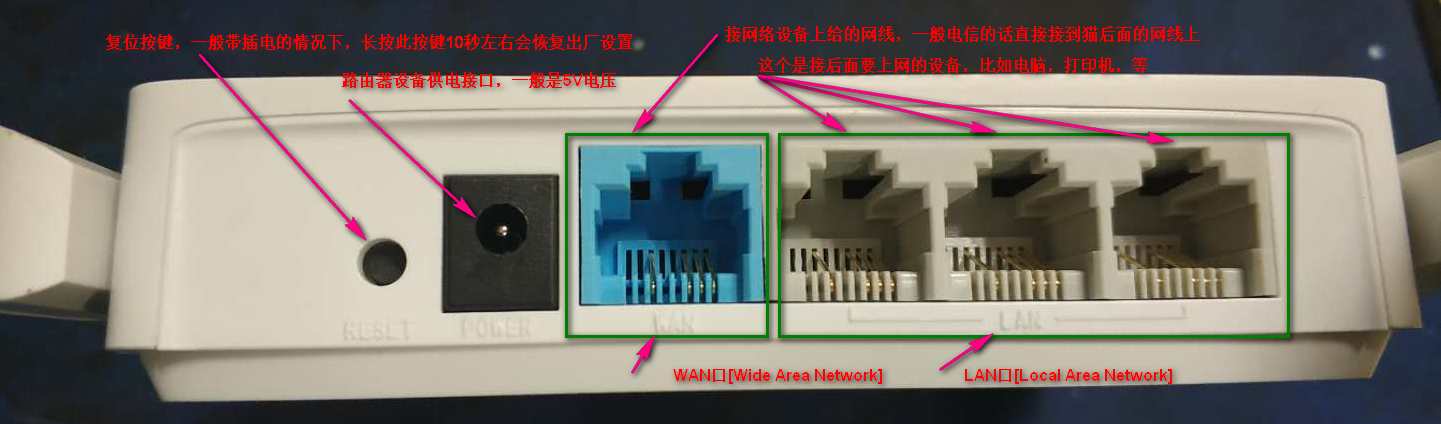 复位按键，一般带插电的情况下，长按此按键10秒左右会恢复出厂设置
接网络设备上给的网线，一般电信的话直接接到猫后面的网线上
这个是接后面要上网的设备，比如电脑，打印机，等
路由器设备供电接口，一般是5V电压
RESET
POWER
WAN
LAN
WAN口[Wide Area Network]
LAN口[Local Area Network]